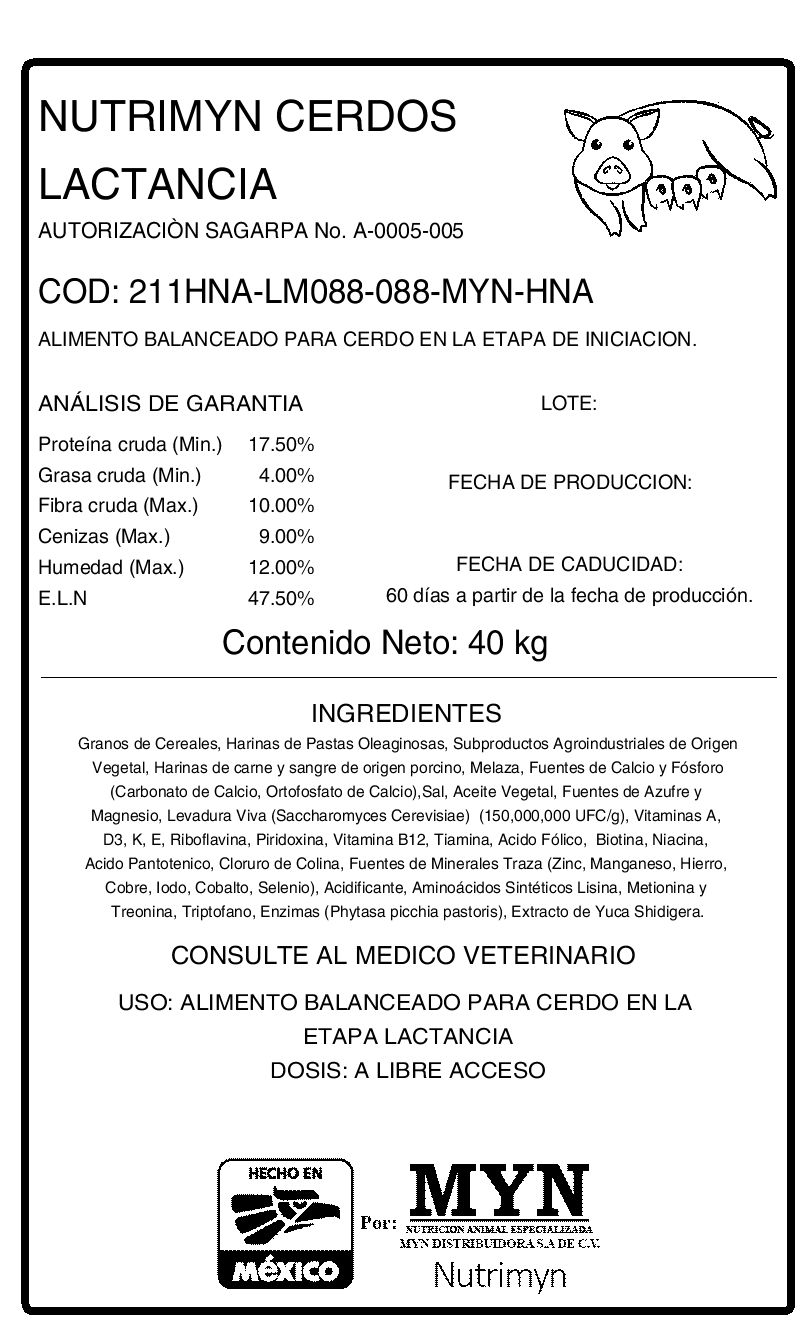 NUTRIMYN CERDOS
LACTANCIA
AUTORIZACIÒN SAGARPA No. A-0005-005
COD: 211HNA-LM088-088-MYN-HNA
ALIMENTO BALANCEADO PARA CERDO EN LA ETAPA DE INICIACION.
ANÁLISIS DE GARANTIA
Proteína cruda (Min.) 17.50%
Grasa cruda (Min.) 4.00%
Fibra cruda (Max.) 10.00%
Cenizas (Max.) 9.00%
Humedad (Max.) 12.00%
E.L.N 47.50%
LOTE:
FECHA DE PRODUCCION:
FECHA DE CADUCIDAD:
60 días a partir de la fecha de producción.
Contenido Neto: 40 kg
INGREDIENTES
Granos de Cereales, Harinas de Pastas Oleaginosas, Subproductos Agroindustriales de Origen
Vegetal, Harinas de carne y sangre de origen porcino, Melaza, Fuentes de Calcio y Fósforo
(Carbonato de Calcio, Ortofosfato de Calcio),Sal, Aceite Vegetal, Fuentes de Azufre y
Magnesio, Levadura Viva (Saccharomyces Cerevisiae)  (150,000,000 UFC/g), Vitaminas A,
D3, K, E, Riboflavina, Piridoxina, Vitamina B12, Tiamina, Acido Fólico,  Biotina, Niacina,
Acido Pantotenico, Cloruro de Colina, Fuentes de Minerales Traza (Zinc, Manganeso, Hierro,
Cobre, Iodo, Cobalto, Selenio), Acidificante, Aminoácidos Sintéticos Lisina, Metionina y
Treonina, Triptofano, Enzimas (Phytasa picchia pastoris), Extracto de Yuca Shidigera.
CONSULTE AL MEDICO VETERINARIO
USO: ALIMENTO BALANCEADO PARA CERDO EN LA
ETAPA LACTANCIA
DOSIS: A LIBRE ACCESO
HECHO EN
MéXICO
Por:
MYN
NUTRICION ANIMAL ESPECIALIZADA
MYN DISTRIBUIDORA S.A DE C.V.
Nutrimyn